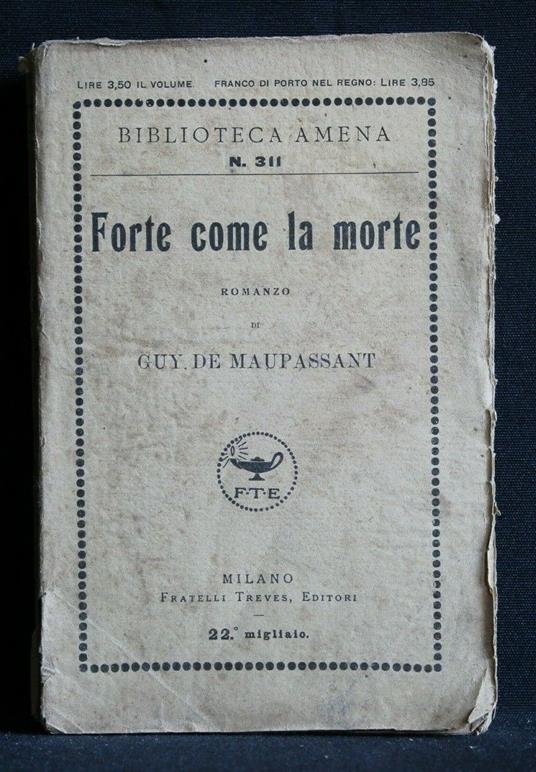 LIRE 3,50 IL VOLUME. FRANCO DI PORTO NEL REGNO: LIRE 3,85
BIBLIOTECA AMENA
N. 311
Forte come la morte
ROMANZO
DI
GUY DE MAUPASSANT
F·T·E
MILANO
FRATELLI TREVES, EDITORI
22.° migliaio.